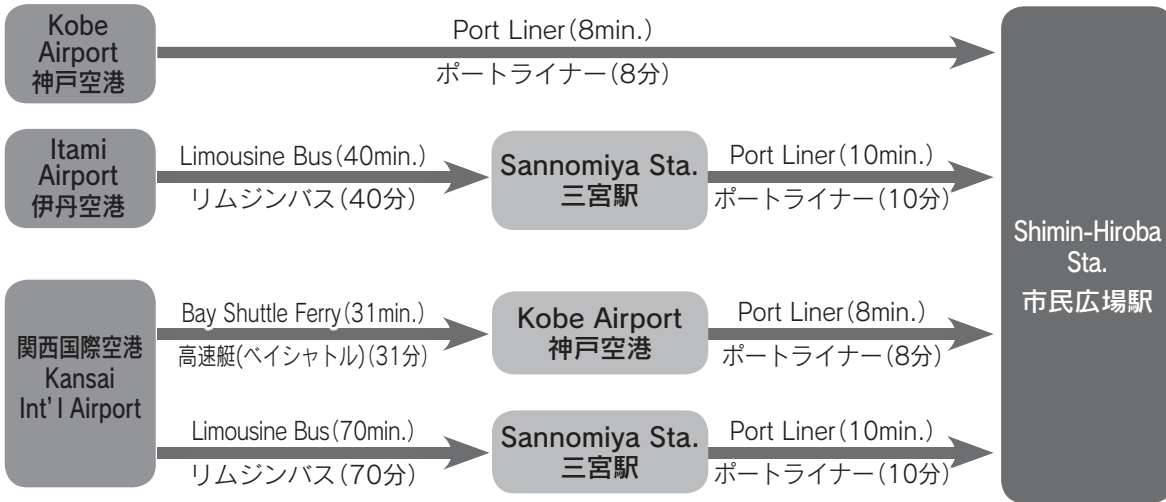 Kobe
Airport
神戸空港
Port Liner(8min.)
ポートライナー(8分)
Itami
Airport
伊丹空港
Limousine Bus(40min.)
リムジンバス(40分)
Sannomiya Sta.
三宮駅
Port Liner(10min.)
ポートライナー(10分)
関西国際空港
Kansai
Int' l Airport
Bay Shuttle Ferry(31min.)
高速艇(ベイシャトル)(31分)
Kobe Airport
神戸空港
Port Liner(8min.)
ポートライナー(8分)
Limousine Bus(70min.)
リムジンバス(70分)
Sannomiya Sta.
三宮駅
Port Liner(10min.)
ポートライナー(10分)
Shimin-Hiroba
Sta.
市民広場駅